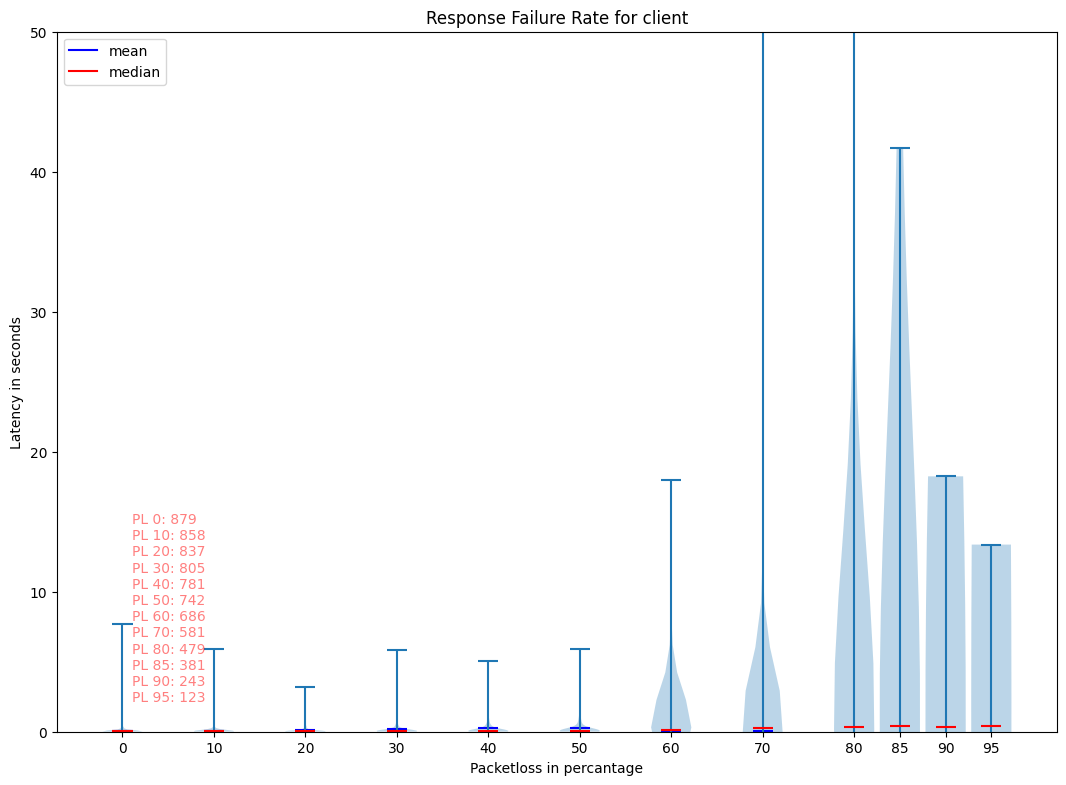 Response Failure Rate for client
mean
median
50
40
30
20
10
0
Latency in seconds
PL 0: 879
PL 10: 858
PL 20: 837
PL 30: 805
PL 40: 781
PL 50: 742
PL 60: 686
PL 70: 581
PL 80: 479
PL 85: 381
PL 90: 243
PL 95: 123
0 10 20 30 40 50 60 70 80 85 90 95
Packetloss in percantage